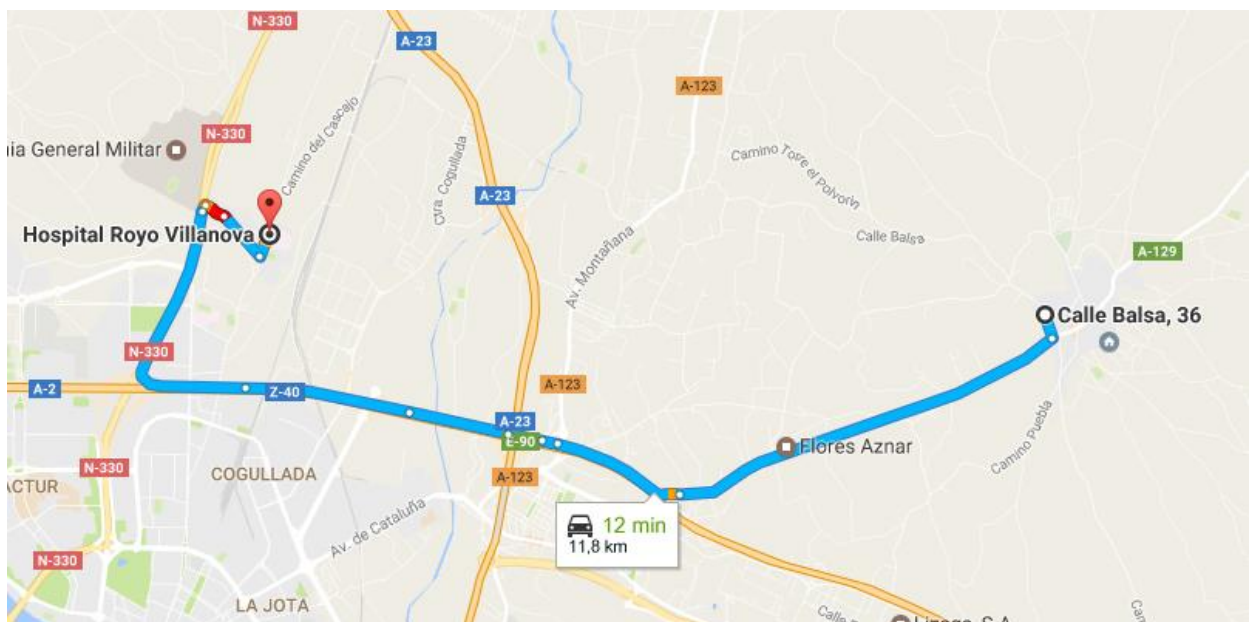 N-330
A-23
A-123
N-330
nia General Militar
Camino del Cascajo
Ctra Cogullada
Camino Torre el Polvorín
A-23
Hospital Royo Villanova
Av. Montañana
Calle Balsa
A-129
Calle Balsa, 36
N-330
A-2
Z-40
A-123
A-23
E-90
Flores Aznar
Camino Puebla
N-330
COGULLADA
A-123
ACTUR
Av. de Cataluña
12 min
11,8 km
N-330
LA JOTA